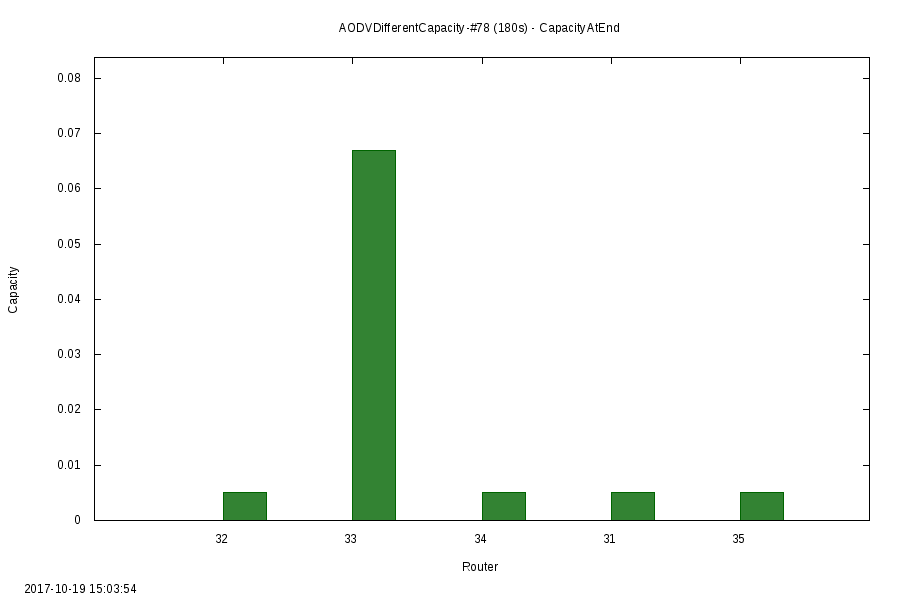 AODVDifferentCapacity-#78 (180s) - CapacityAtEnd
0.08
0.07
0.06
0.05
0.04
0.03
0.02
0.01
0
Capacity
32 33 34 31 35
Router
2017-10-19 15:03:54